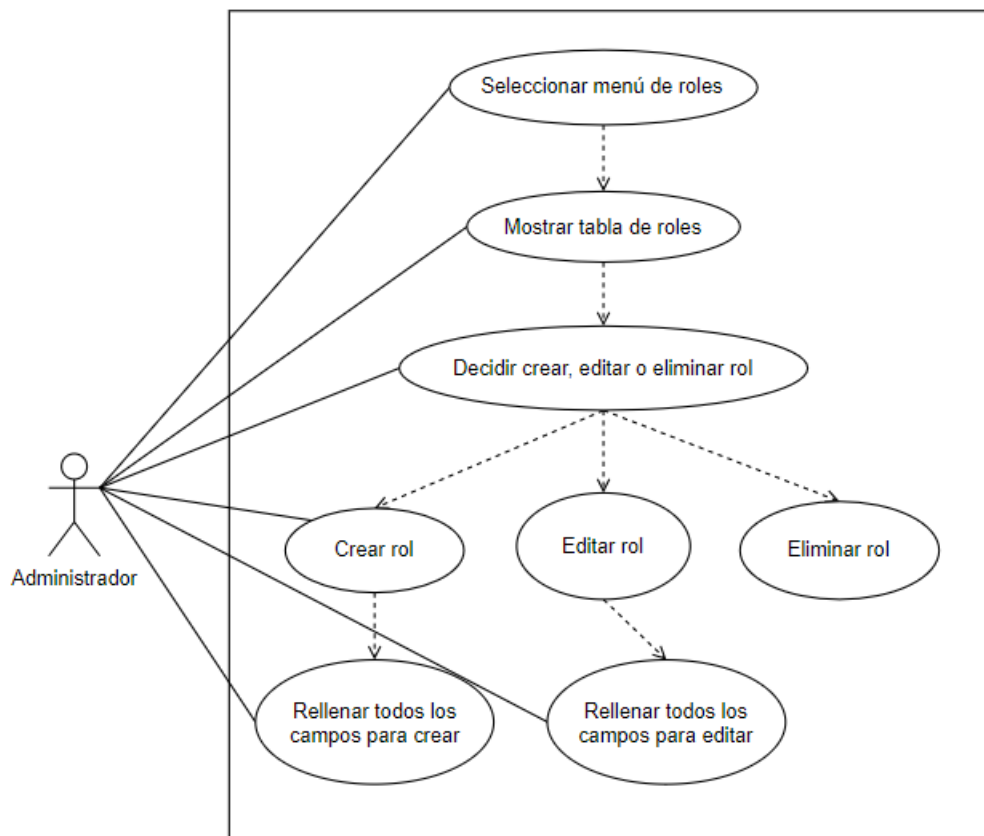 Seleccionar menú de roles
Mostrar tabla de roles
Decidir crear, editar o eliminar rol
Administrador
Crear rol
Editar rol
Eliminar rol
Rellenar todos los
campos para crear
Rellenar todos los
campos para editar